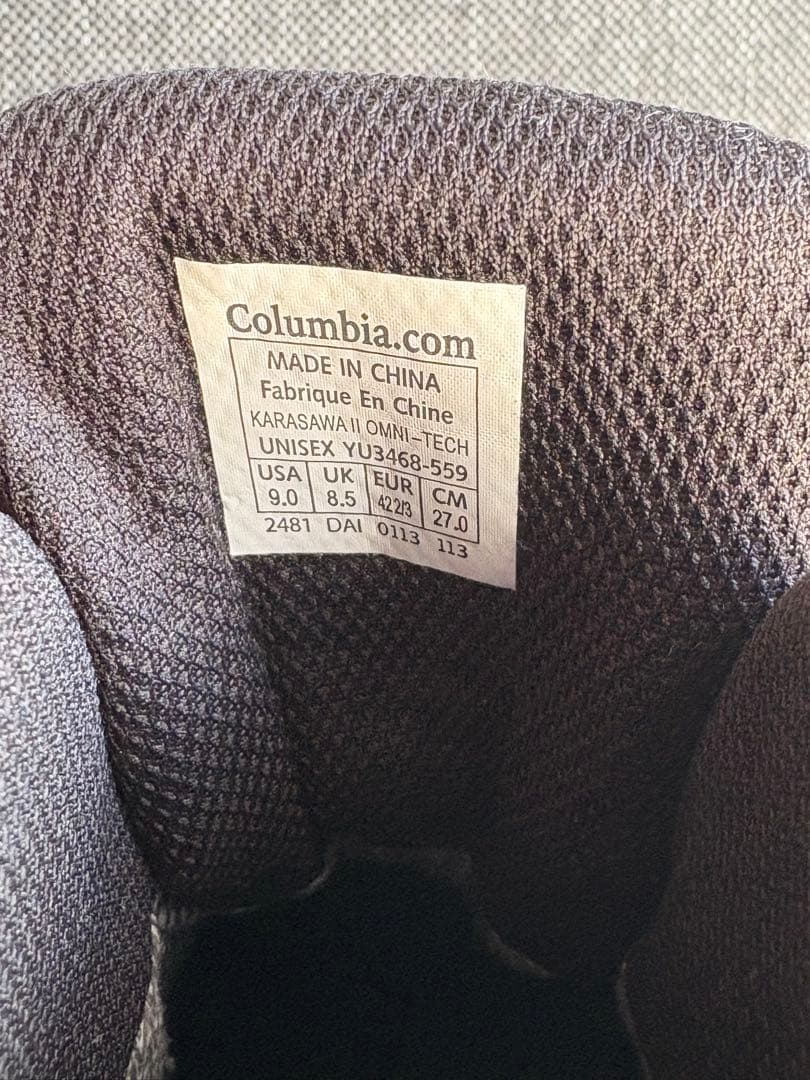 Columbia.com
MADE IN CHINA
Fabrique En Chine
KARASAWA II OMNI-TECH
UNISEX YU3468-559
USA UK EUR CM
9.0 8.5 42 2/3 27.0
2481 DAI 0113 113